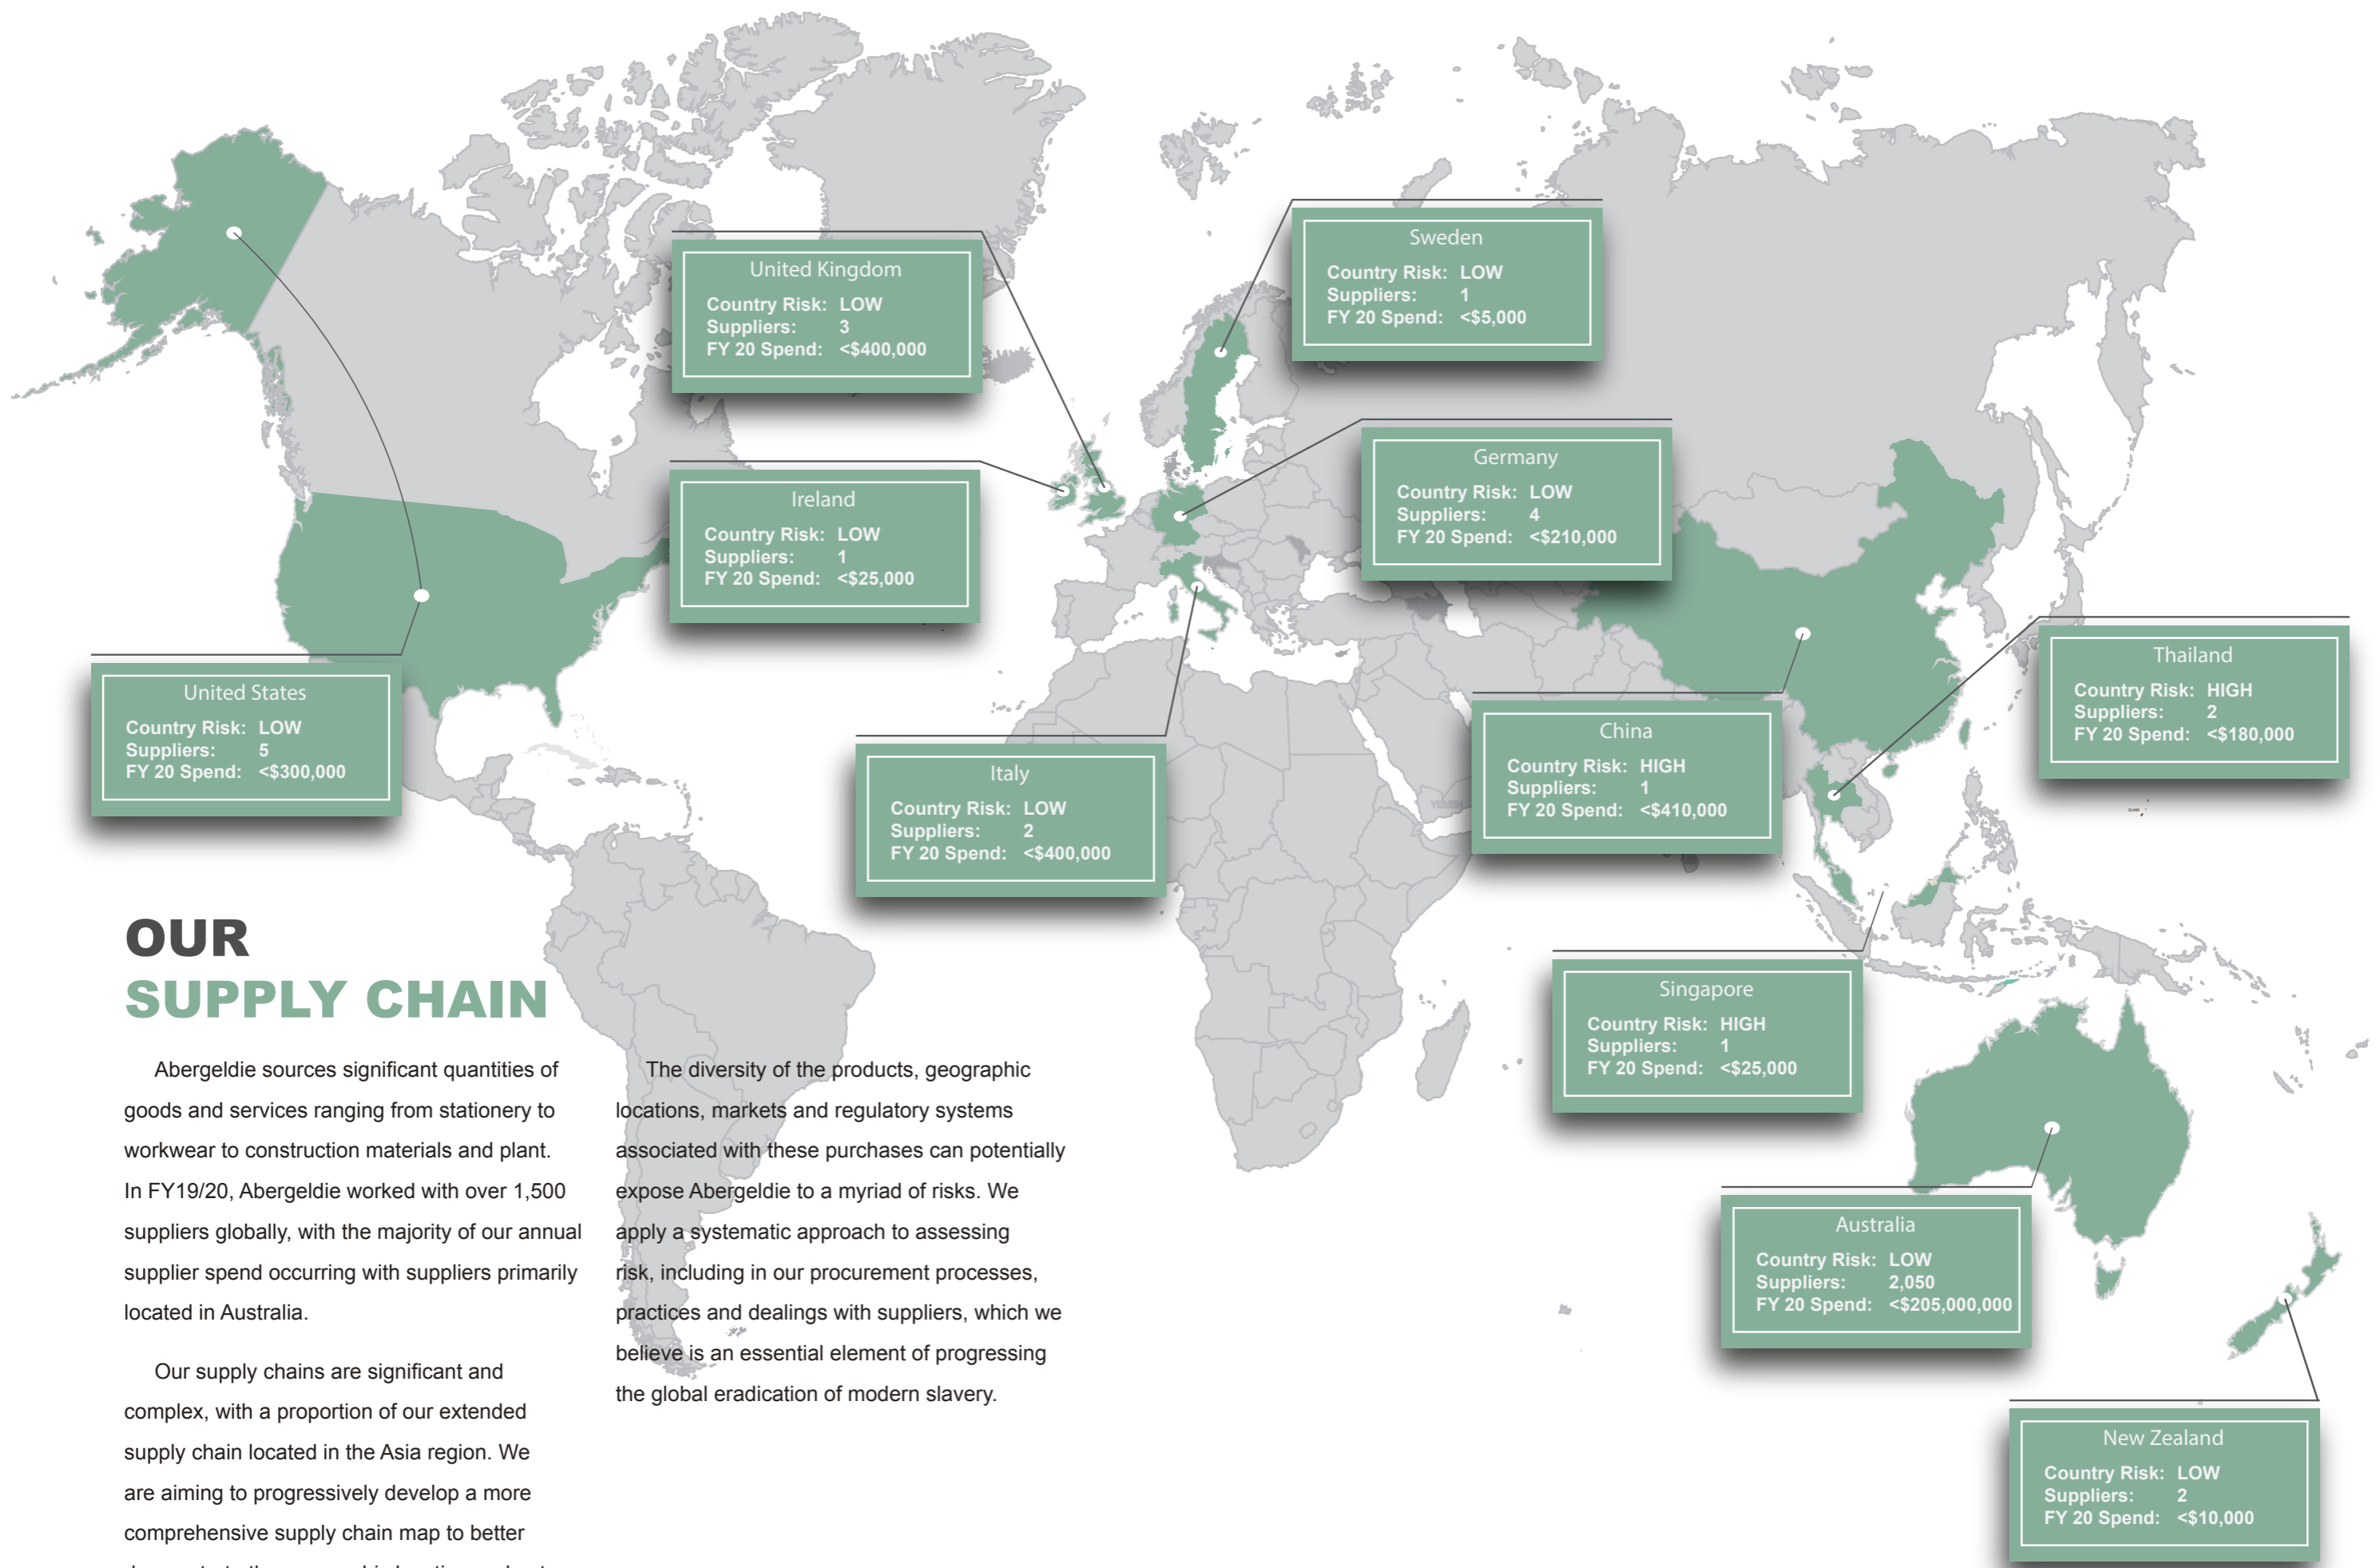 Sweden
Country Risk: LOW
Suppliers: 1
FY 20 Spend: <$5,000
United Kingdom
Country Risk: LOW
Suppliers: 3
FY 20 Spend: <$400,000
Germany
Country Risk: LOW
Suppliers: 4
FY 20 Spend: <$210,000
Ireland
Country Risk: LOW
Suppliers: 1
FY 20 Spend: <$25,000
Thailand
Country Risk: HIGH
Suppliers: 2
FY 20 Spend: <$180,000
United States
Country Risk: LOW
Suppliers: 5
FY 20 Spend: <$300,000
China
Country Risk: HIGH
Suppliers: 1
FY 20 Spend: <$410,000
Italy
Country Risk: LOW
Suppliers: 2
FY 20 Spend: <$400,000
Singapore
Country Risk: HIGH
Suppliers: 1
FY 20 Spend: <$25,000
Australia
Country Risk: LOW
Suppliers: 2,050
FY 20 Spend: <$205,000,000
New Zealand
Country Risk: LOW
Suppliers: 2
FY 20 Spend: <$10,000
OUR
SUPPLY CHAIN
Abergeldie sources significant quantities of
goods and services ranging from stationery to
workwear to construction materials and plant.
In FY19/20, Abergeldie worked with over 1,500
suppliers globally, with the majority of our annual
supplier spend occurring with suppliers primarily
located in Australia.
Our supply chains are significant and
complex, with a proportion of our extended
supply chain located in the Asia region. We
are aiming to progressively develop a more
comprehensive supply chain map to better
The diversity of the products, geographic
locations, markets and regulatory systems
associated with these purchases can potentially
expose Abergeldie to a myriad of risks. We
apply a systematic approach to assessing
risk, including in our procurement processes,
practices and dealings with suppliers, which we
believe is an essential element of progressing
the global eradication of modern slavery.